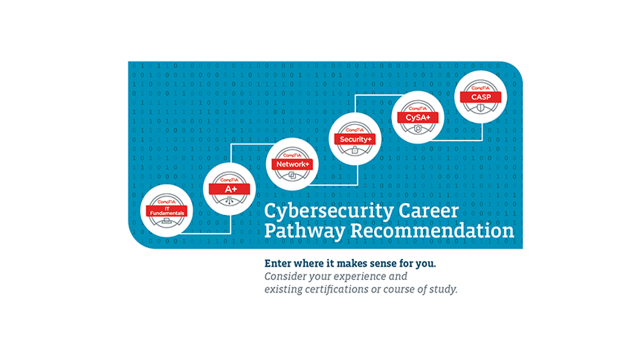 CompTIA
IT
Fundamentals
CompTIA
A+
CompTIA
Network+
CompTIA
Security+
CompTIA
CySA+
CompTIA
CASP
Cybersecurity Career
Pathway Recommendation
Enter where it makes sense for you.
Consider your experience and
existing certifications or course of study.